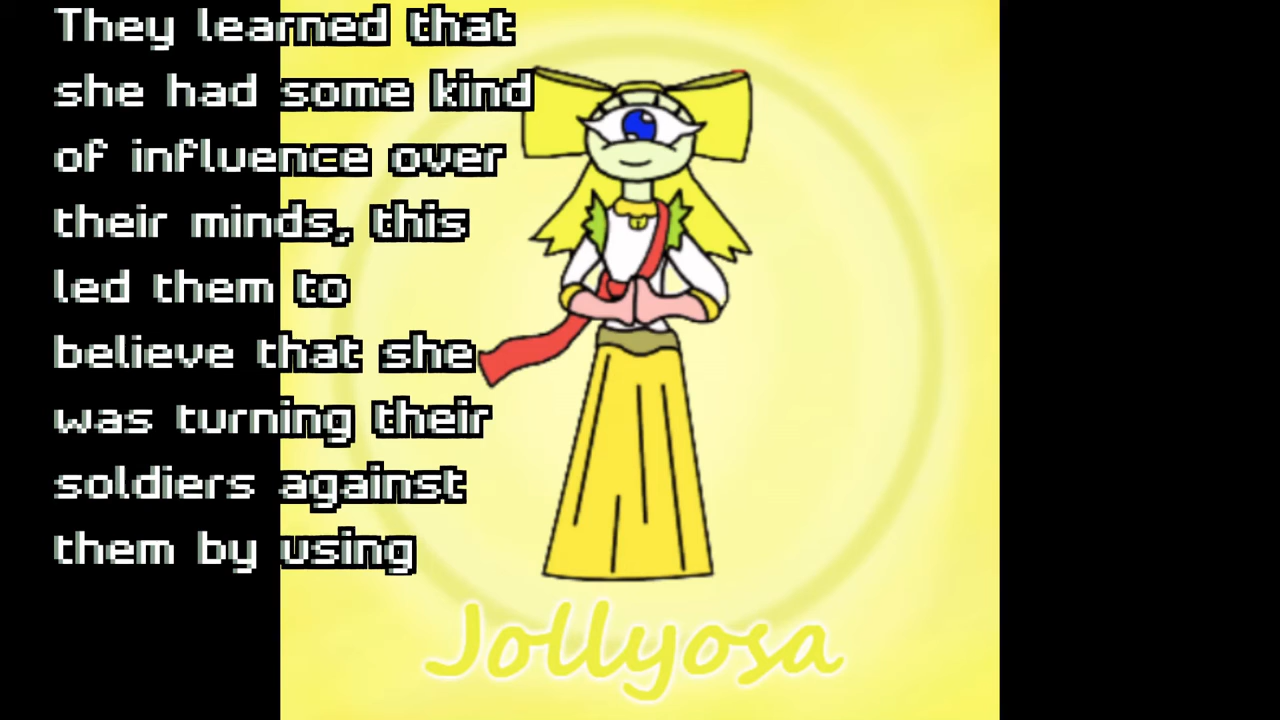 They learned that
she had some kind
of influence over
their minds, this
led them to
believe that she
was turning their
soldiers against
them by using
Jollyosa